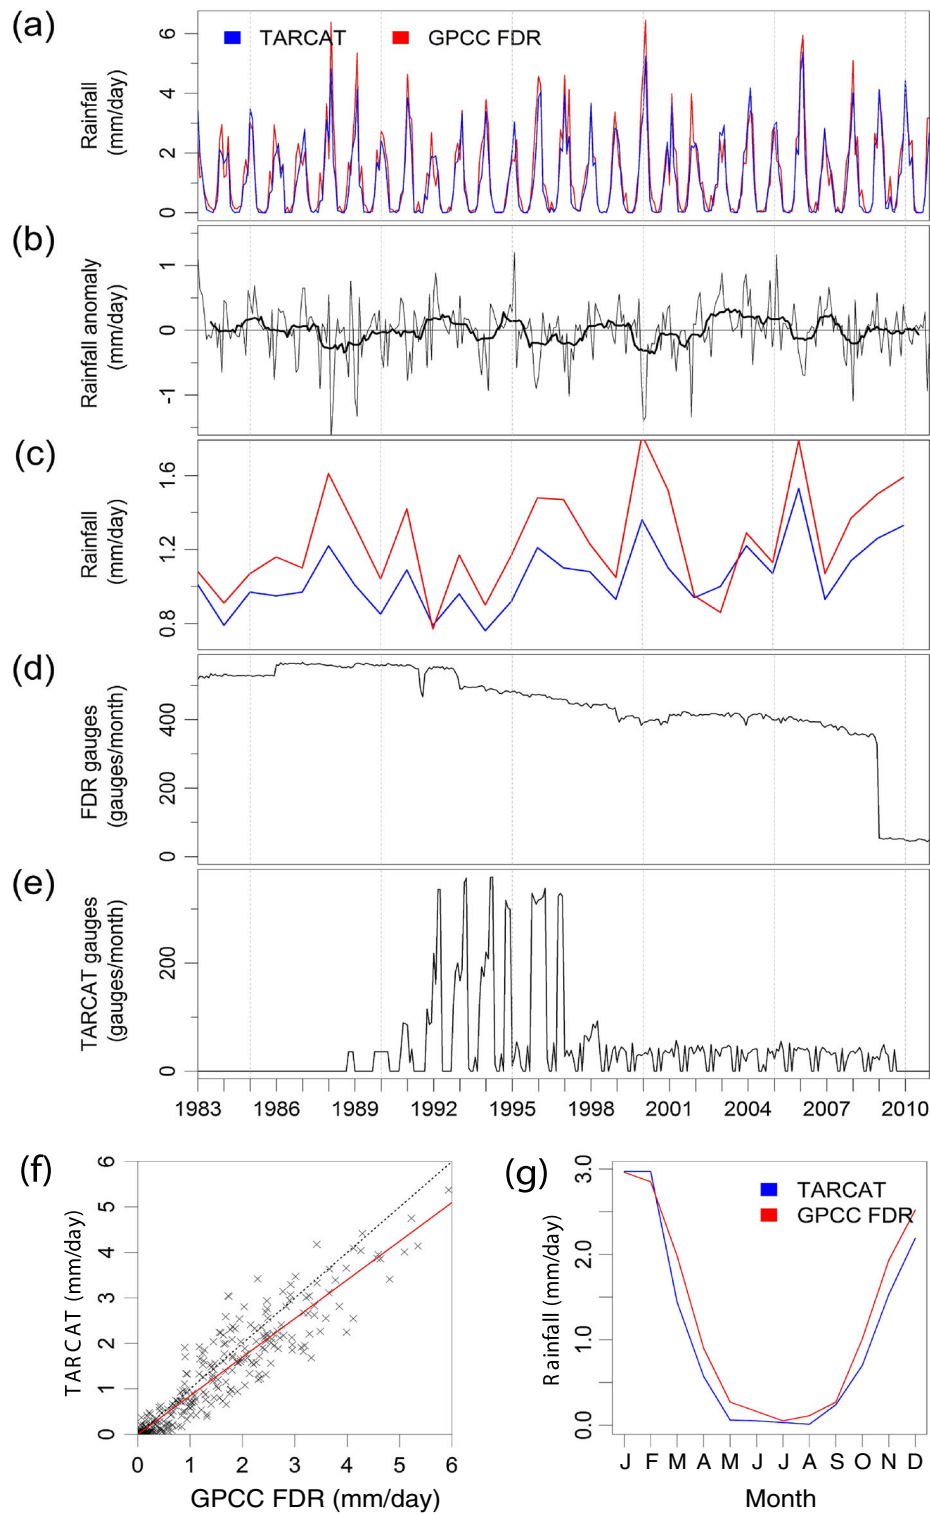 (a)
TARCAT
GPCC FDR
Rainfall
(mm/day)
6
4
2
0
(b)
Rainfall anomaly
(mm/day)
1
0
-1
(c)
Rainfall
(mm/day)
1.6
1.2
0.8
(d)
FDR gauges
(gauges/month)
400
200
0
(e)
TARCAT gauges
(gauges/month)
200
0
1983 1986 1989 1992 1995 1998 2001 2004 2007 2010
(f)
TARCAT (mm/day)
6
5
4
3
2
1
0
0 1 2 3 4 5 6
GPCC FDR (mm/day)
(g)
TARCAT
GPCC FDR
Rainfall (mm/day)
3.0
2.0
1.0
0.0
J F M A M J J A S O N D
Month